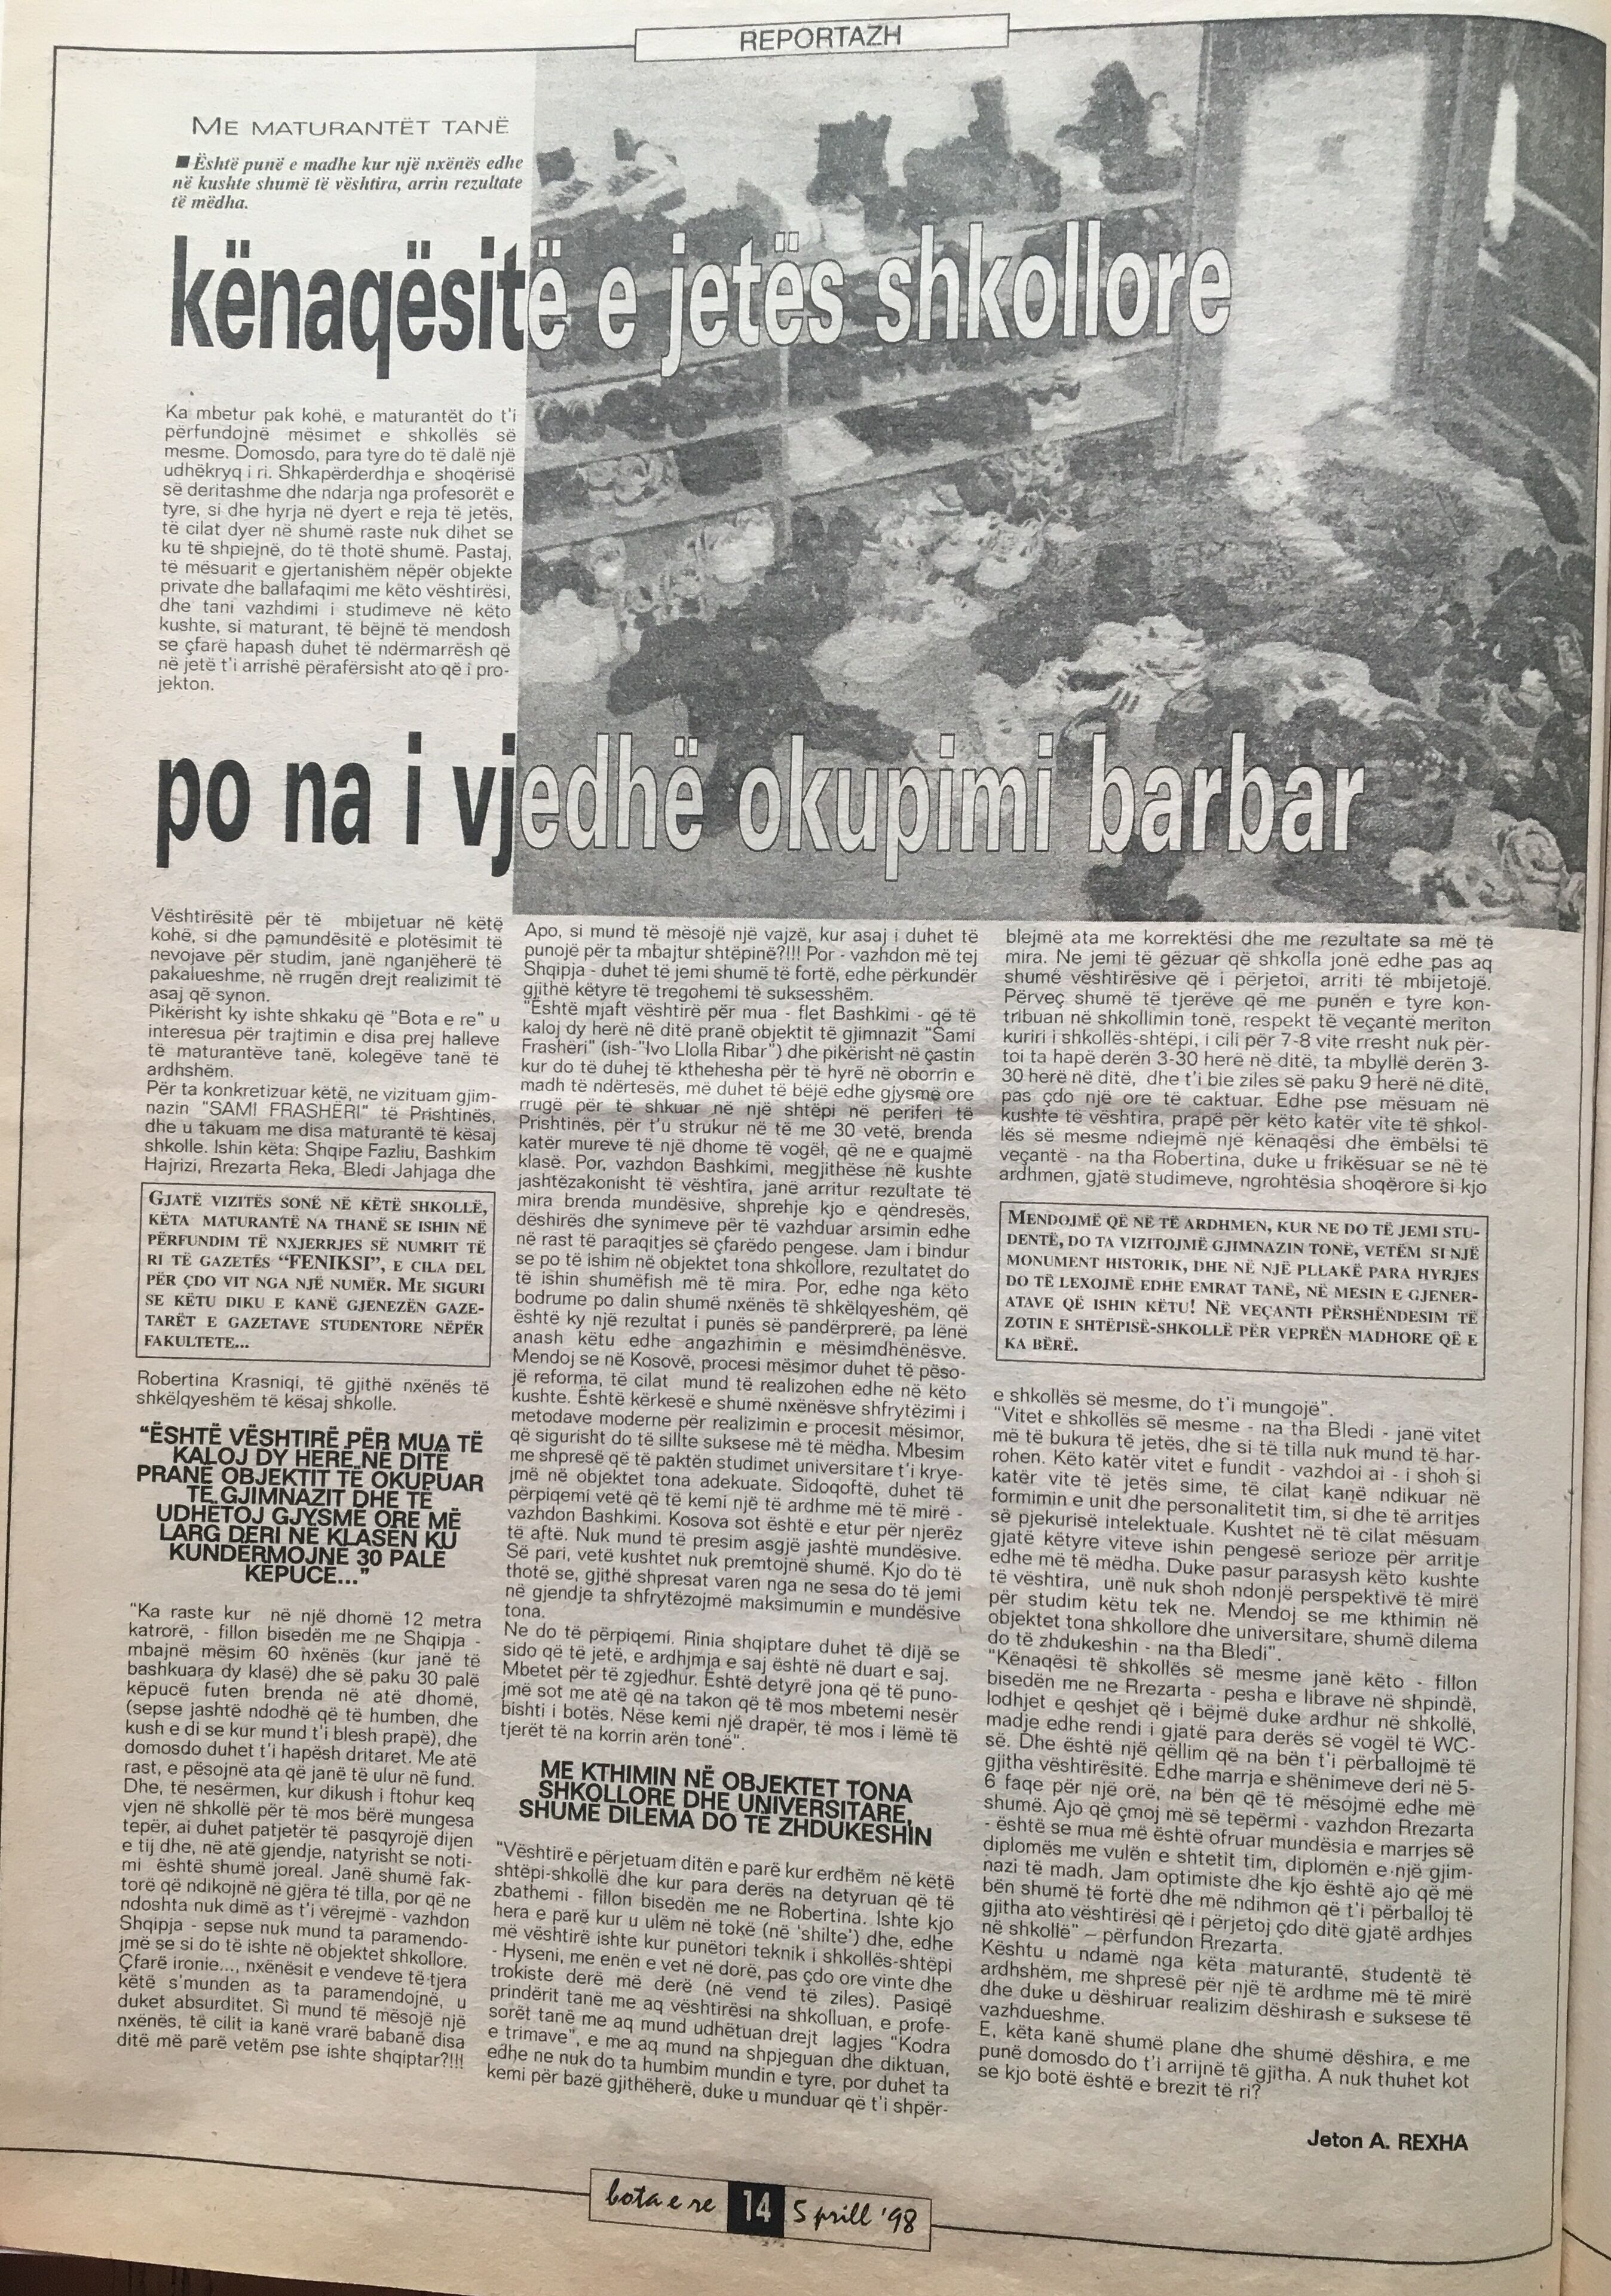 REPORTAZH
ME MATURANTËT TANË
■ Është punë e madhe kur një nxënës edhe
në kushte shumë të vështira, arrin rezultate
të mëdha.
kënaqësitë e jetës shkollore
Ka mbetur pak kohë, e maturantët do t'i
përfundojnë mësimet e shkollës së
mesme. Domosdo, para tyre do të dalë një
udhëkryq i ri. Shkapërderdhja e shoqërisë
së deritashme dhe ndarja nga profesorët e
tyre, si dhe hyrja në dyert e reja të jetës,
të cilat dyer në shumë raste nuk dihet se
ku të shpiejnë, do të thotë shumë. Pastaj,
të mësuarit e gjertanishëm nëpër objekte
private dhe ballafaqimi me këto vështirësi,
dhe tani vazhdimi i studimeve në këto
kushte, si maturant, të bëjnë të mendosh
se çfarë hapash duhet të ndërmarrësh që
në jetë t'i arrishë përafërsisht ato që i pro-
jekton.
po na i vjedhë okupimi barbar
Vështirësitë për të mbijetuar në këtë
kohë, si dhe pamundësitë e plotësimit të
nevojave për studim, janë nganjëherë të
pakalueshme, në rrugën drejt realizimit të
asaj që synon.
Pikërisht ky ishte shkaku që "Bota e re" u
interesua për trajtimin e disa prej halleve
të maturantëve tanë, kolegëve tanë të
ardhshëm.
Për ta konkretizuar këtë, ne vizituam gjim-
nazin "SAMI FRASHËRI" të Prishtinës,
dhe u takuam me disa maturantë të kësaj
shkolle. Ishin këta: Shqipe Fazliu, Bashkim
Hajrizi, Rrezarta Reka, Bledi Jahjaga dhe
GJATË VIZITËS SONË NË KËTË SHKOLLË,
KËTA MATURANTË NA THANË SE ISHIN NË
PËRFUNDIM TË NXJERRJES SË NUMRIT TË
RI TË GAZETËS "FENIKSI", E CILA DEL
PËR ÇDO VIT NGA NJË NUMËR. ME SIGURI
SE KËTU DIKU E KANË GJENEZËN GAZE-
TARËT E GAZETAVE STUDENTORE NËPËR
FAKULTETE...
Robertina Krasniqi, të gjithë nxënës të
shkëlqyeshëm të kësaj shkolle.
"ËSHTË VËSHTIRË PËR MUA TË
KALOJ DY HERË NË DITË
PRANË OBJEKTIT TË OKUPUAR
TË GJIMNAZIT DHE TË
UDHËTOJ GJYSMË ORE MË
LARG DERI NË KLASËN KU
KUNDËRMOJNË 30 PALË
KËPUCË..."
"Ka raste kur në një dhomë 12 metra
katrorë, - fillon bisedën me ne Shqipja -
mbajnë mësim 60 nxënës (kur janë të
bashkuara dy klasë) dhe së paku 30 palë
këpucë futen brenda në atë dhomë,
(sepse jashtë ndodhë që të humben, dhe
kush e di se kur mund t'i blesh prapë), dhe
domosdo duhet t'i hapësh dritaret. Me atë
rast, e pësojnë ata që janë të ulur në fund.
Dhe, të nesërmen, kur dikush i ftohur keq
vjen në shkollë për të mos bërë mungesa
tepër, ai duhet patjetër të pasqyrojë dijen
e tij dhe, në atë gjendje, natyrisht se noti-
mi është shumë joreal. Janë shumë fak-
torë që ndikojnë në gjëra të tilla, por që ne
ndoshta nuk dimë as t'i vërejmë - vazhdon
Shqipja - sepse nuk mund ta paramendo-
jmë se si do të ishte në objektet shkollore.
Çfarë ironie..., nxënësit e vendeve të tjera
këtë s'munden as ta paramendojnë, u
duket absurditet. Si mund të mësojë një
nxënës, të cilit ia kanë vrarë babanë disa
ditë më parë vetëm pse ishte shqiptar?!!!
Apo, si mund të mësojë një vajzë, kur asaj i duhet të
punojë për ta mbajtur shtëpinë?!!! Por - vazhdon më tej
Shqipja - duhet të jemi shumë të fortë, edhe përkundër
gjithë këtyre të tregohemi të suksesshëm.
"Është mjaft vështirë për mua - flet Bashkimi - që të
kaloj dy herë në ditë pranë objektit të gjimnazit "Sami
Frashëri" (ish-"Ivo Llolla Ribar") dhe pikërisht në çastin
kur do të duhej të kthehesha për të hyrë në oborrin e
madh të ndërtesës, më duhet të bëjë edhe gjysmë ore
rrugë për të shkuar në një shtëpi në periferi të
Prishtinës, për t'u strukur në të me 30 vetë, brenda
katër mureve të një dhome të vogël, që ne e quajmë
klasë. Por, vazhdon Bashkimi, megjithëse në kushte
jashtëzakonisht të vështira, janë arritur rezultate të
mira brenda mundësive, shprehje kjo e qëndresës,
dëshirës dhe synimeve për të vazhduar arsimin edhe
në rast të paraqitjes së çfarëdo pengese. Jam i bindur
se po të ishim në objektet tona shkollore, rezultatet do
të ishin shumëfish më të mira. Por, edhe nga këto
bodrume po dalin shumë nxënës të shkëlqyeshëm, që
është ky një rezultat i punës së pandërprerë, pa lënë
anash këtu edhe angazhimin e mësimdhënësve.
Mendoj se në Kosovë, procesi mësimor duhet të pëso-
jë reforma, të cilat mund të realizohen edhe në këto
kushte. Është kërkesë e shumë nxënësve shfrytëzimi i
metodave moderne për realizimin e procesit mësimor,
që sigurisht do të sillte suksese më të mëdha. Mbesim
me shpresë që të paktën studimet universitare t'i krye-
jmë në objektet tona adekuate. Sidoqoftë, duhet të
përpiqemi vetë që të kemi një të ardhme më të mirë -
vazhdon Bashkimi. Kosova sot është e etur për njerëz
të aftë. Nuk mund të presim asgjë jashtë mundësive.
Së pari, vetë kushtet nuk premtojnë shumë. Kjo do të
thotë se, gjithë shpresat varen nga ne sesa do të jemi
në gjendje ta shfrytëzojmë maksimumin e mundësive
tona.
Ne do të përpiqemi. Rinia shqiptare duhet të dijë se
sido që të jetë, e ardhjmja e saj është në duart e saj.
Mbetet për të zgjedhur. Është detyrë jona që të puno-
jmë sot me atë që na takon që të mos mbetemi nesër
bishti i botës. Nëse kemi një drapër, të mos i lëmë të
tjerët të na korrin arën tonë".
ME KTHIMIN NË OBJEKTET TONA
SHKOLLORE DHE UNIVERSITARE,
SHUMË DILEMA DO TË ZHDUKESHIN
"Vështirë e përjetuam ditën e parë kur erdhëm në këtë
shtëpi-shkollë dhe kur para derës na detyruan që të
zbathemi - fillon bisedën me ne Robertina. Ishte kjo
hera e parë kur u ulëm në tokë (në 'shilte') dhe, edhe
më vështirë ishte kur punëtori teknik i shkollës-shtëpi
- Hyseni, me enën e vet në dorë, pas çdo ore vinte dhe
trokiste derë më derë (në vend të ziles). Pasiqë
prindërit tanë me aq vështirësi na shkolluan, e profe-
sorët tanë me aq mund udhëtuan drejt lagjes "Kodra
e trimave", e me aq mund na shpjeguan dhe diktuan,
edhe ne nuk do ta humbim mundin e tyre, por duhet ta
kemi për bazë gjithëherë, duke u munduar që t'i shpër-
blejmë ata me korrektësi dhe me rezultate sa më të
mira. Ne jemi të gëzuar që shkolla jonë edhe pas aq
shumë vështirësive që i përjetoi, arriti të mbijetojë.
Përveç shumë të tjerëve që me punën e tyre kon-
tribuan në shkollimin tonë, respekt të veçantë meriton
kuriri i shkollës-shtëpi, i cili për 7-8 vite rresht nuk për-
toi ta hapë derën 3-30 herë në ditë, ta mbyllë derën 3-
30 herë në ditë, dhe t'i bie ziles së paku 9 herë në ditë,
pas çdo një ore të caktuar. Edhe pse mësuam në
kushte të vështira, prapë për këto katër vite të shkol-
lës së mesme ndiejmë një kënaqësi dhe ëmbëlsi të
veçantë - na tha Robertina, duke u frikësuar se në të
ardhmen, gjatë studimeve, ngrohtësia shoqërore si kjo
MENDOJMË QË NË TË ARDHMEN, KUR NE DO TË JEMI STU-
DENTË, DO TA VIZITOJMË GJIMNAZIN TONË, VETËM SI NJË
MONUMENT HISTORIK, DHE NË NJË PLLAKË PARA HYRJES
DO TË LEXOJMË EDHE EMRAT TANË, NË MESIN E GJENER-
ATAVE QË ISHIN KËTU! NË VEÇANTI PËRSHËNDESIM TË
ZOTIN E SHTËPISË-SHKOLLË PËR VEPRËN MADHORE QË E
KA BËRË.
e shkollës së mesme, do t'i mungojë".
"Vitet e shkollës së mesme - na tha Bledi - janë vitet
më të bukura të jetës, dhe si të tilla nuk mund të har-
rohen. Këto katër vitet e fundit - vazhdoi ai - i shoh si
katër vite të jetës sime, të cilat kanë ndikuar në
formimin e unit dhe personalitetit tim, si dhe të arritjes
së pjekurisë intelektuale. Kushtet në të cilat mësuam
gjatë këtyre viteve ishin pengesë serioze për arritje
edhe më të mëdha. Duke pasur parasysh këto kushte
të vështira, unë nuk shoh ndonjë perspektivë të mirë
për studim këtu tek ne. Mendoj se me kthimin në
objektet tona shkollore dhe universitare, shumë dilema
do të zhdukeshin - na tha Bledi".
"Kënaqësi të shkollës së mesme janë këto - fillon
bisedën me ne Rrezarta - pesha e librave në shpindë,
lodhjet e qeshjet që i bëjmë duke ardhur në shkollë,
madje edhe rendi i gjatë para derës së vogël të WC-
së. Dhe është një qëllim që na bën t'i përballojmë të
gjitha vështirësitë. Edhe marrja e shënimeve deri në 5-
6 faqe për një orë, na bën që të mësojmë edhe më
shumë. Ajo që çmoj më së tepërmi - vazhdon Rrezarta
- është se mua më është ofruar mundësia e marrjes së
diplomës me vulën e shtetit tim, diplomën e një gjim-
nazi të madh. Jam optimiste dhe kjo është ajo që më
bën shumë të fortë dhe më ndihmon që t'i përballoj të
gjitha ato vështirësi që i përjetoj çdo ditë gjatë ardhjes
në shkollë" – përfundon Rrezarta.
Kështu u ndamë nga këta maturantë, studentë të
ardhshëm, me shpresë për një të ardhme më të mirë
dhe duke u dëshiruar realizim dëshirash e suksese të
vazhdueshme.
E, këta kanë shumë plane dhe shumë dëshira, e me
punë domosdo do t'i arrijnë të gjitha. A nuk thuhet kot
se kjo botë është e brezit të ri?
Jeton A. REXHA
bota e re 14 5 prill '98